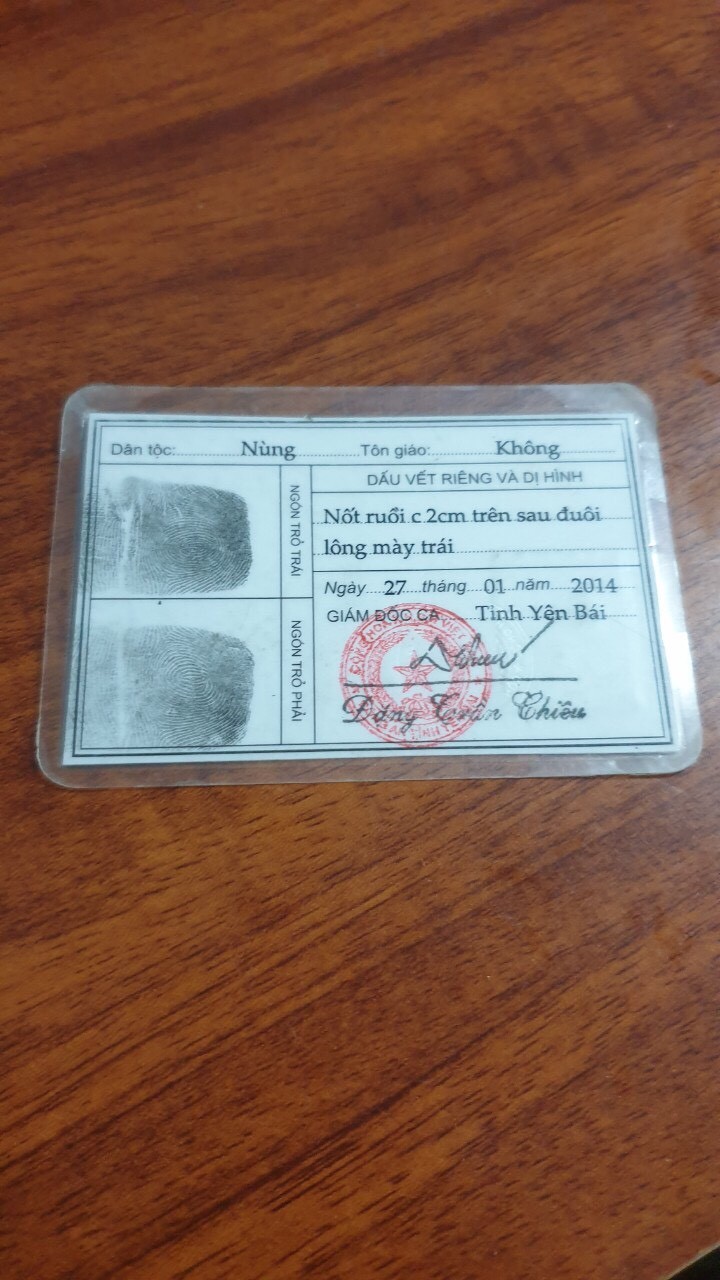 Dân tộc: Nùng Tôn giáo: Không
NGÓN TRỎ TRÁI
NGÓN TRỎ PHẢI
DẤU VẾT RIÊNG VÀ DỊ HÌNH
Nốt ruồi c 2cm trên sau đuôi
lông mày trái
Ngày 27 tháng 01 năm 2014
GIÁM ĐỐC CA Tỉnh Yên Bái
Đặng Trần Chiêu